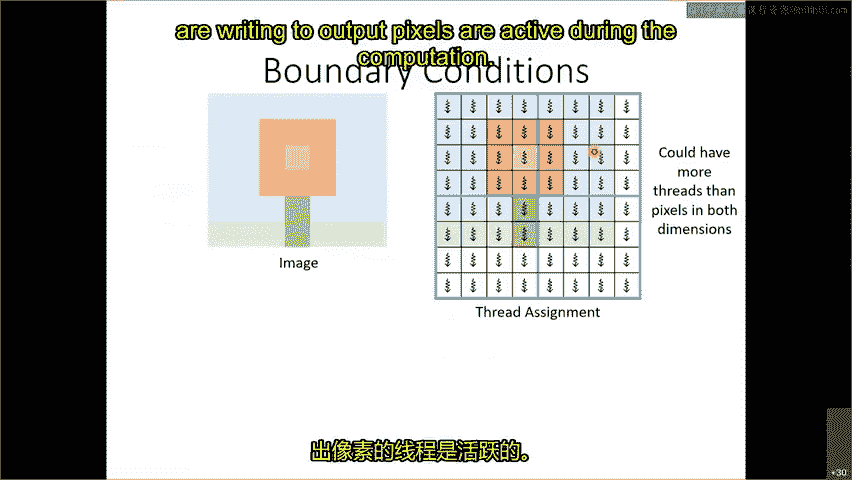 are writing to output pixels are active during the
computation.
Boundary Conditions
Could have
more
threads than
pixels in both
dimensions
Image
Thread Assignment
出像素的线程是活跃的。
+30